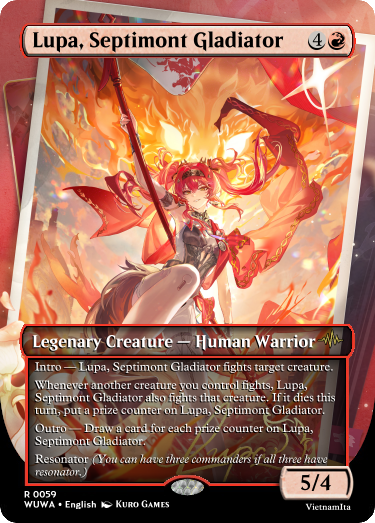 Lupa, Septimont Gladiator 4
Legenary Creature — Human Warrior
Intro — Lupa, Septimont Gladiator fights target creature.
Whenever another creature you control fights, Lupa,
Septimont Gladiator also fights that creature. If it dies this
turn, put a prize counter on Lupa, Septimont Gladiator.
Outro — Draw a card for each prize counter on Lupa,
Septimont Gladiator.
Resonator (You can have three commanders if all three have
resonator.)
5/4
R 0059
WUWA • English Kuro Games
VietnamIta